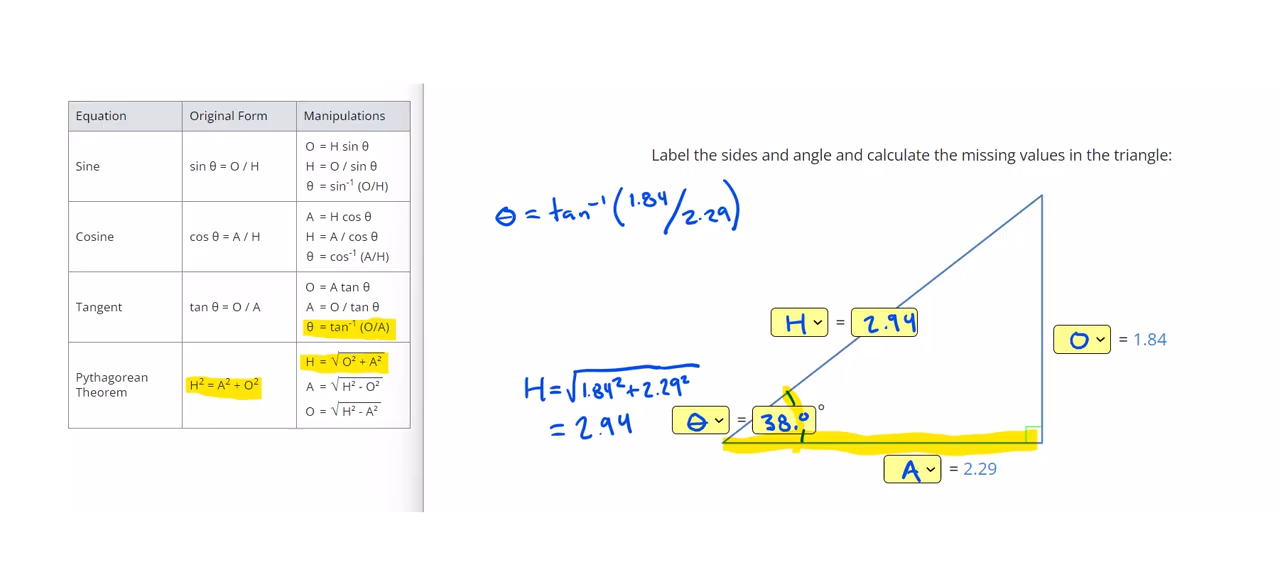 Equation Original Form Manipulations
Sine sin θ = O / H
O = H sin θ
H = O / sin θ
θ = sin⁻¹ (O/H)
Cosine cos θ = A / H
A = H cos θ
H = A / cos θ
θ = cos⁻¹ (A/H)
Tangent tan θ = O / A
O = A tan θ
A = O / tan θ
θ = tan⁻¹ (O/A)
Pythagorean
Theorem
H² = A² + O²
H = √O² + A²
A = √H² - O²
O = √H² - A²
Label the sides and angle and calculate the missing values in the triangle:
θ = tan⁻¹(1.84/2.29)
H = 2.94
O = 1.84
H = √1.84² + 2.29²
= 2.94
θ = 38.0°
A = 2.29